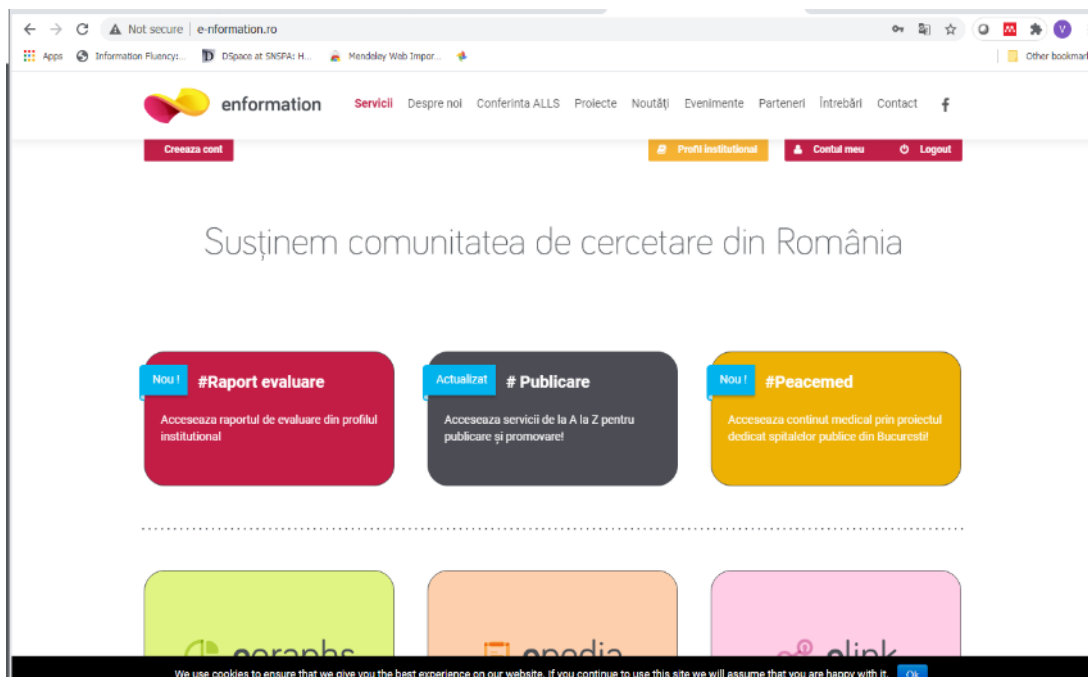 Not secure | e-nformation.ro
Apps Information Fluency:... DSpace at SNSPA: H... Mendeley Web Impor... Other bookmark
enformation Servicii Despre noi Conferinta ALLS Proiecte Noutăți Evenimente Parteneri Întrebări Contact f
Creeaza cont Profil institutional Contul meu Logout
Susținem comunitatea de cercetare din România
Nou ! #Raport evaluare
Acceseaza raportul de evaluare din profilul
institutional
Actualizat # Publicare
Acceseaza servicii de la A la Z pentru
publicare și promovare!
Nou ! #Peacemed
Acceseaza continut medical prin proiectul
dedicat spitalelor publice din Bucuresti!
egraphs epedia elink
We use cookies to ensure that we give you the best experience on our website. If you continue to use this site we will assume that you are happy with it. Ok